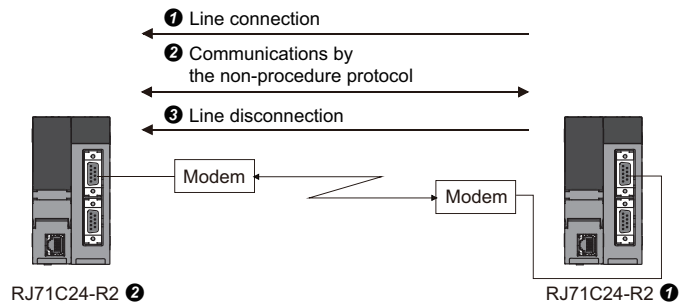 ❶ Line connection
❷ Communications by
the non-procedure protocol
❸ Line disconnection
Modem
Modem
RJ71C24-R2 ❷
RJ71C24-R2 ❶